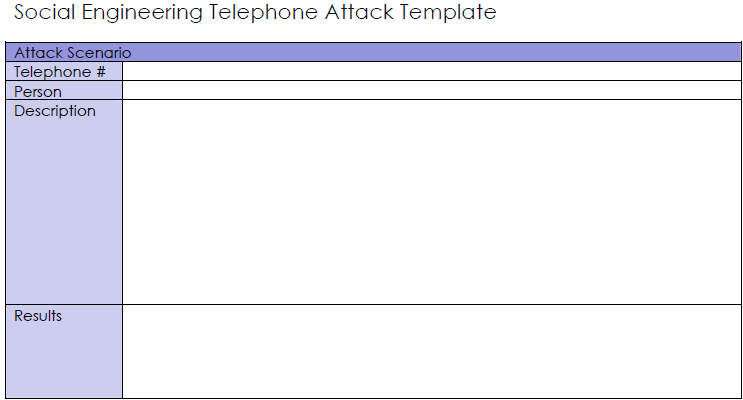 Social Engineering Telephone Attack Template
Attack Scenario
Telephone #
Person
Description
Results